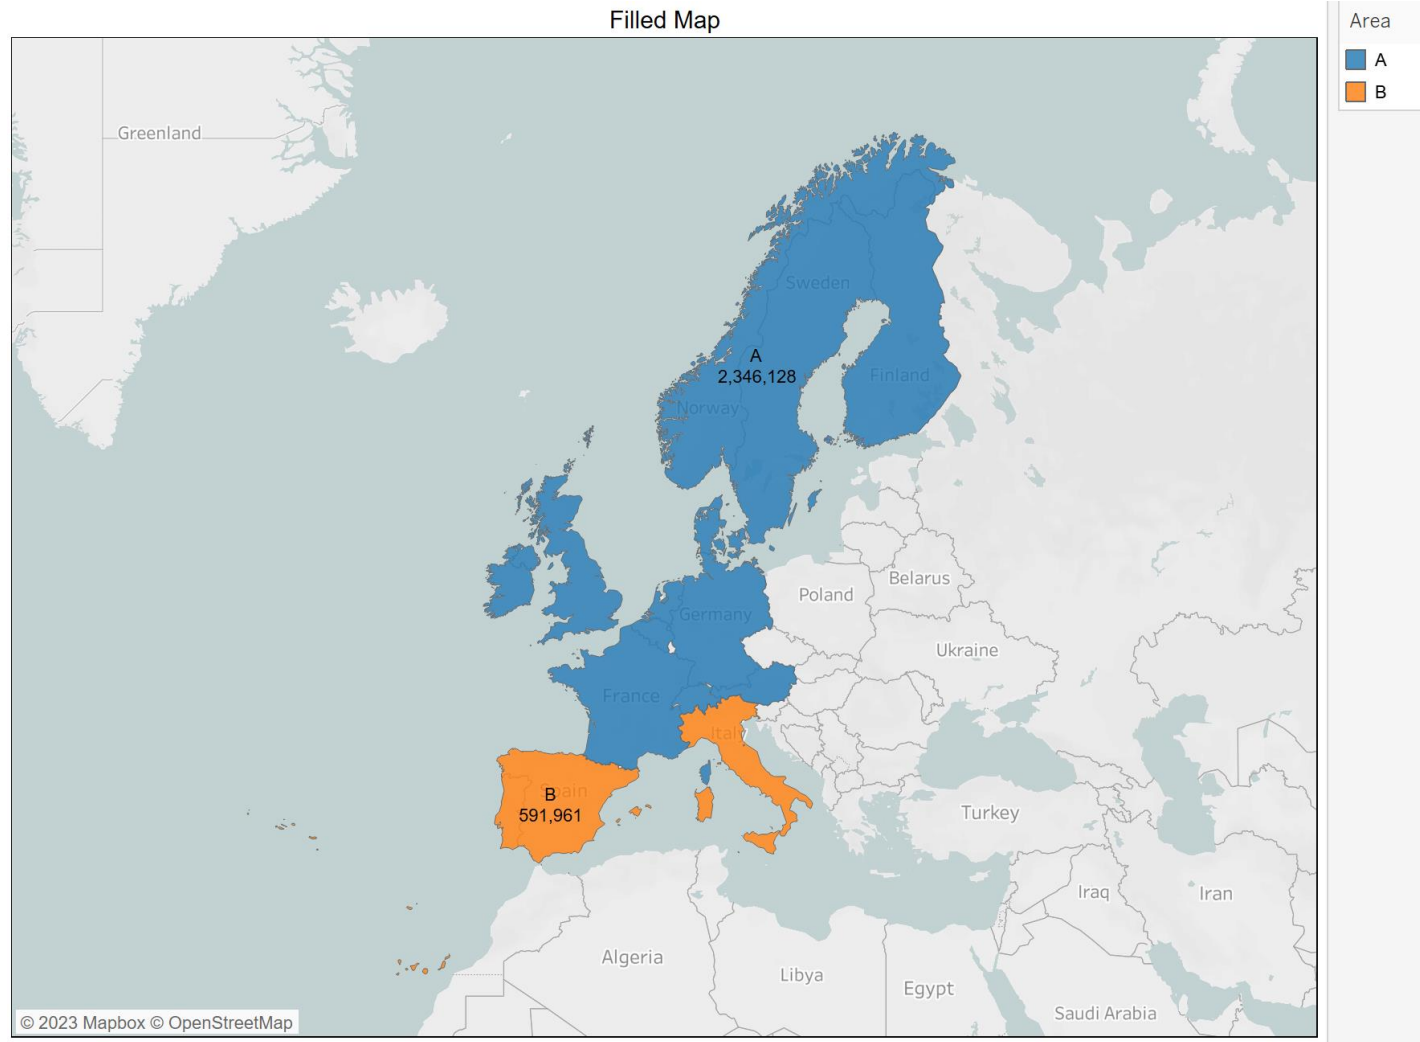 Filled Map
Area
A
B
Greenland
Sweden
A
2,346,128
Finland
Norway
Belarus
Poland
Germany
Ukraine
France
Italy
Spain
B
591,961
Turkey
Iraq
Iran
Algeria
Libya
Egypt
Saudi Arabia
© 2023 Mapbox © OpenStreetMap